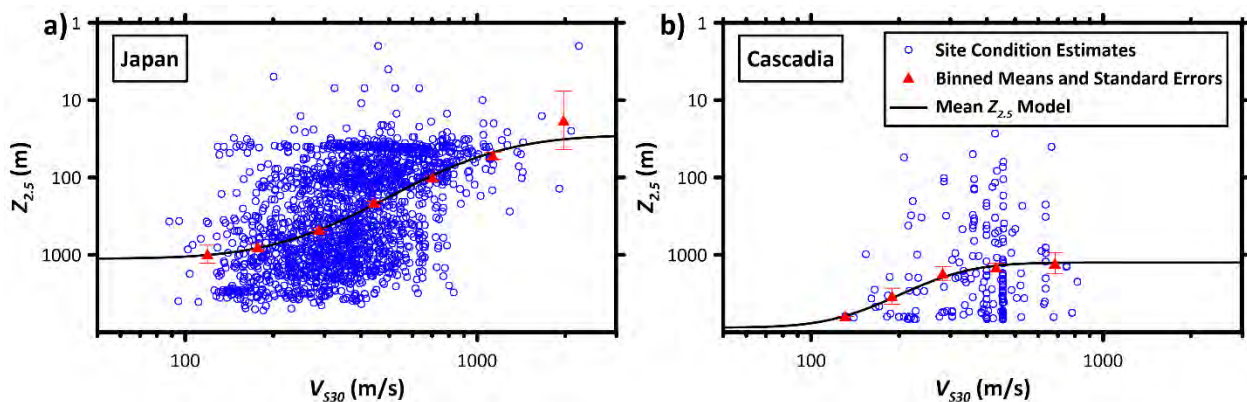 a)
Japan
1
10
100
1000
Z2.5 (m)
100
1000
VS30 (m/s)
b)
Cascadia
Site Condition Estimates
Binned Means and Standard Errors
Mean Z2.5 Model
1
10
100
1000
Z2.5 (m)
100
1000
VS30 (m/s)